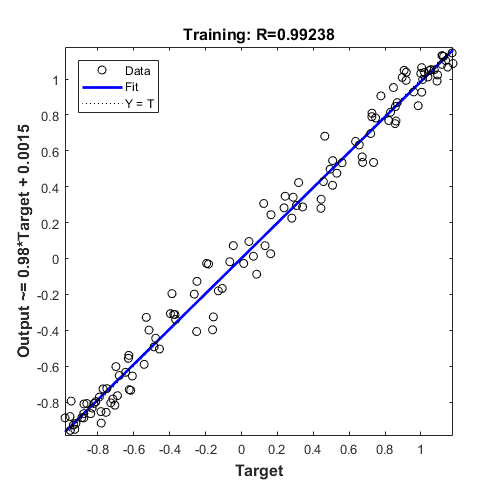 Training: R=0.99238
Data
Fit
Y = T
Output ~= 0.98*Target + 0.0015
1
0.8
0.6
0.4
0.2
0
-0.2
-0.4
-0.6
-0.8
-0.8 -0.6 -0.4 -0.2 0 0.2 0.4 0.6 0.8 1
Target